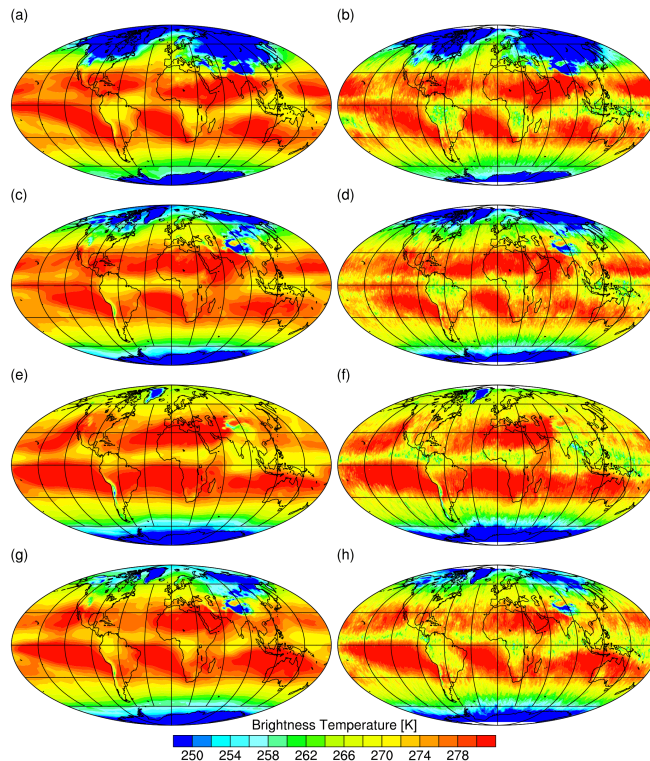 (a) (b)
(c) (d)
(e) (f)
(g) (h)
Brightness Temperature [K]
250 254 258 262 266 270 274 278